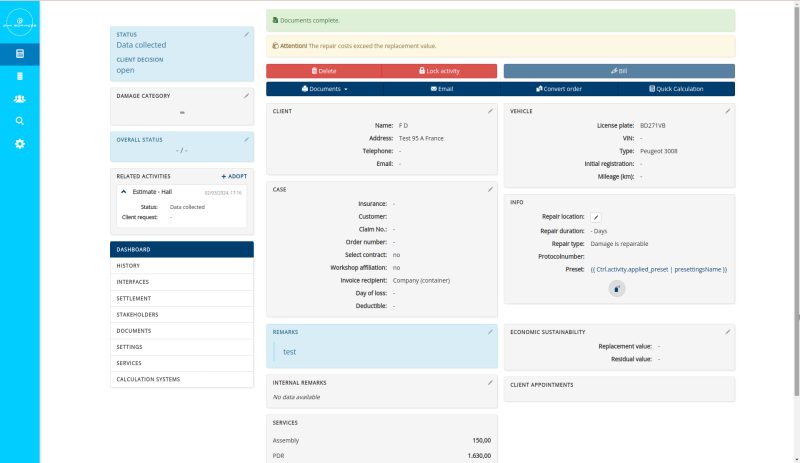 STATUS
Data collected
CLIENT DECISION
open
DAMAGE CATEGORY
-
OVERALL STATUS
- / -
RELATED ACTIVITIES
+ ADOPT
Estimate - Hail
02/05/2024, 17:16
Status: Data collected
Client request: -
DASHBOARD
HISTORY
INTERFACES
SETTLEMENT
STAKEHOLDERS
DOCUMENTS
SETTINGS
SERVICES
CALCULATION SYSTEMS
Documents complete.
Attention! The repair costs exceed the replacement value.
Delete
Lock activity
Bill
Documents
Email
Convert order
Quick Calculation
CLIENT
Name: F D
Address: Test 95 A France
Telephone: -
Email: -
CASE
Insurance: -
Customer:
Claim No.: -
Order number: -
Select contract: no
Workshop affiliation: no
Invoice recipient: Company (container)
Day of loss: -
Deductible: -
REMARKS
test
INTERNAL REMARKS
No data available
SERVICES
Assembly 150,00
PDR 1.630,00
VEHICLE
License plate: BD271VB
VIN: -
Type: Peugeot 3008
Initial registration: -
Mileage (km): -
INFO
Repair location:
Repair duration: - Days
Repair type: Damage is repairable
Protocolnumber:
Preset: {{ Ctrl.activity.applied_preset | presettingsName }}
ECONOMIC SUSTAINABILITY
Replacement value: -
Residual value: -
CLIENT APPOINTMENTS